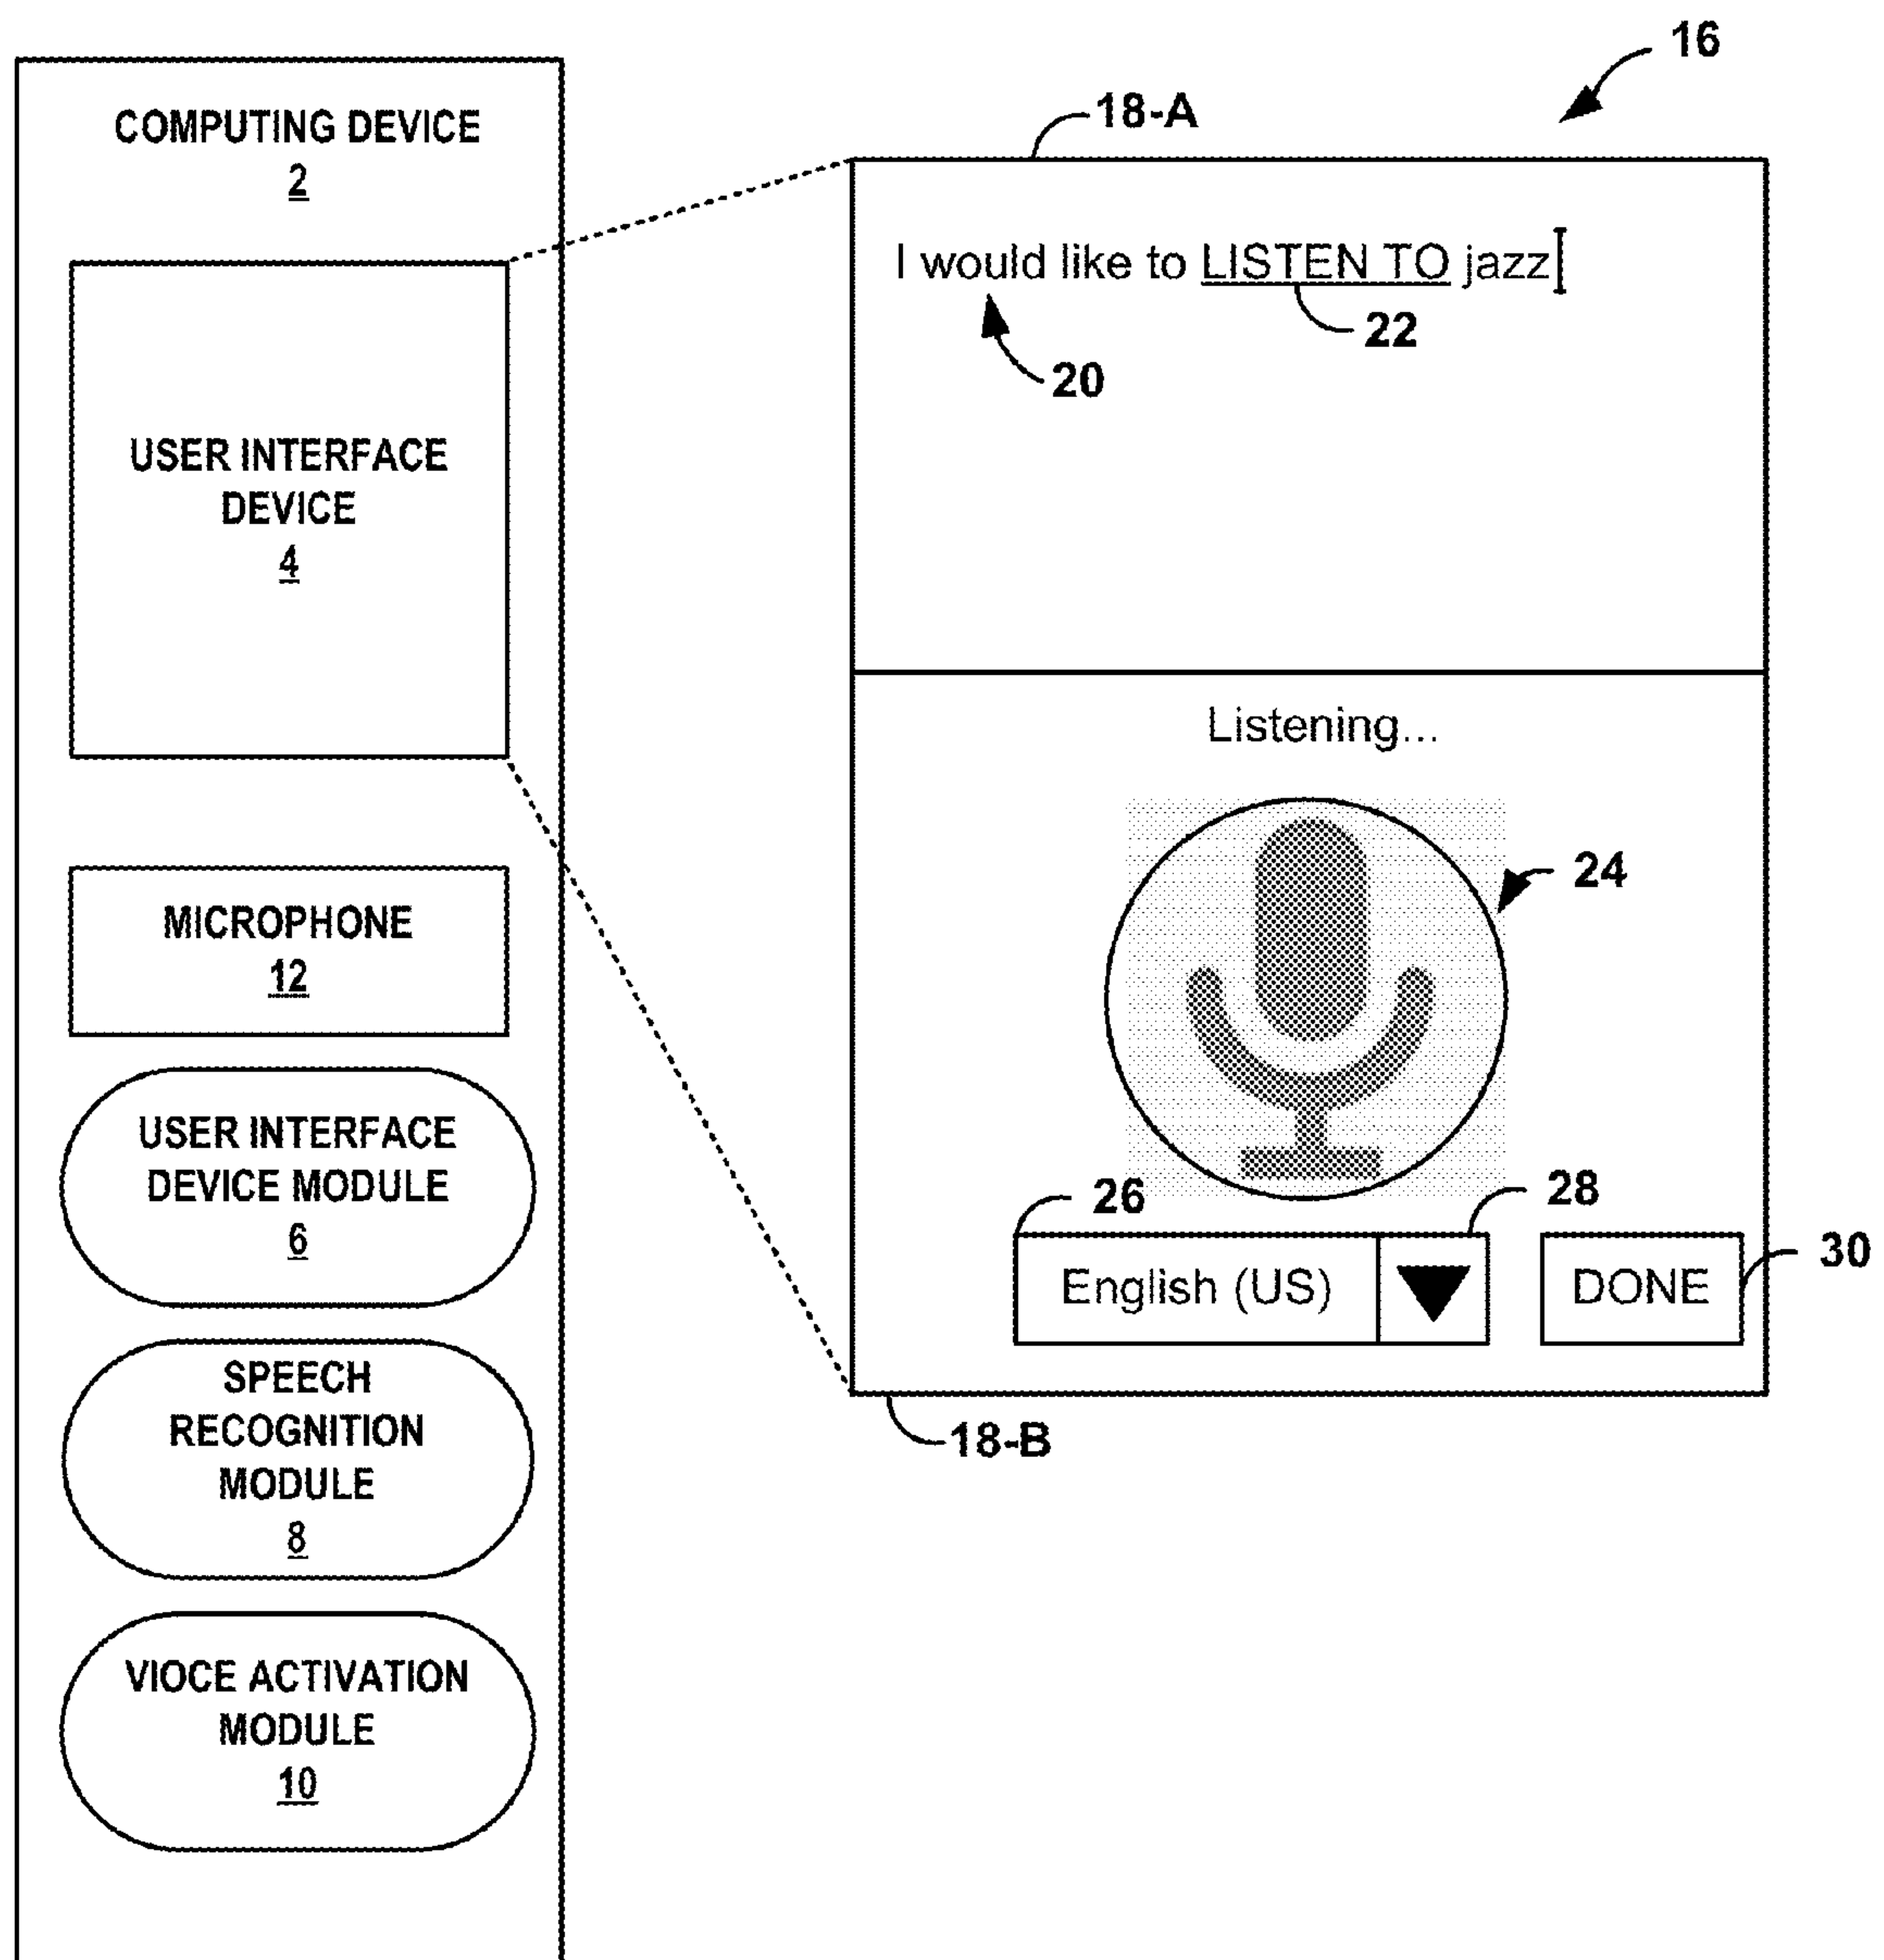 COMPUTING DEVICE
2
USER INTERFACE
DEVICE
4
MICROPHONE
12
USER INTERFACE
DEVICE MODULE
6
SPEECH
RECOGNITION
MODULE
8
VIOCE ACTIVATION
MODULE
10
16
18-A
I would like to LISTEN TO jazz
22
20
Listening...
24
26
28
English (US)
DONE
30
18-B